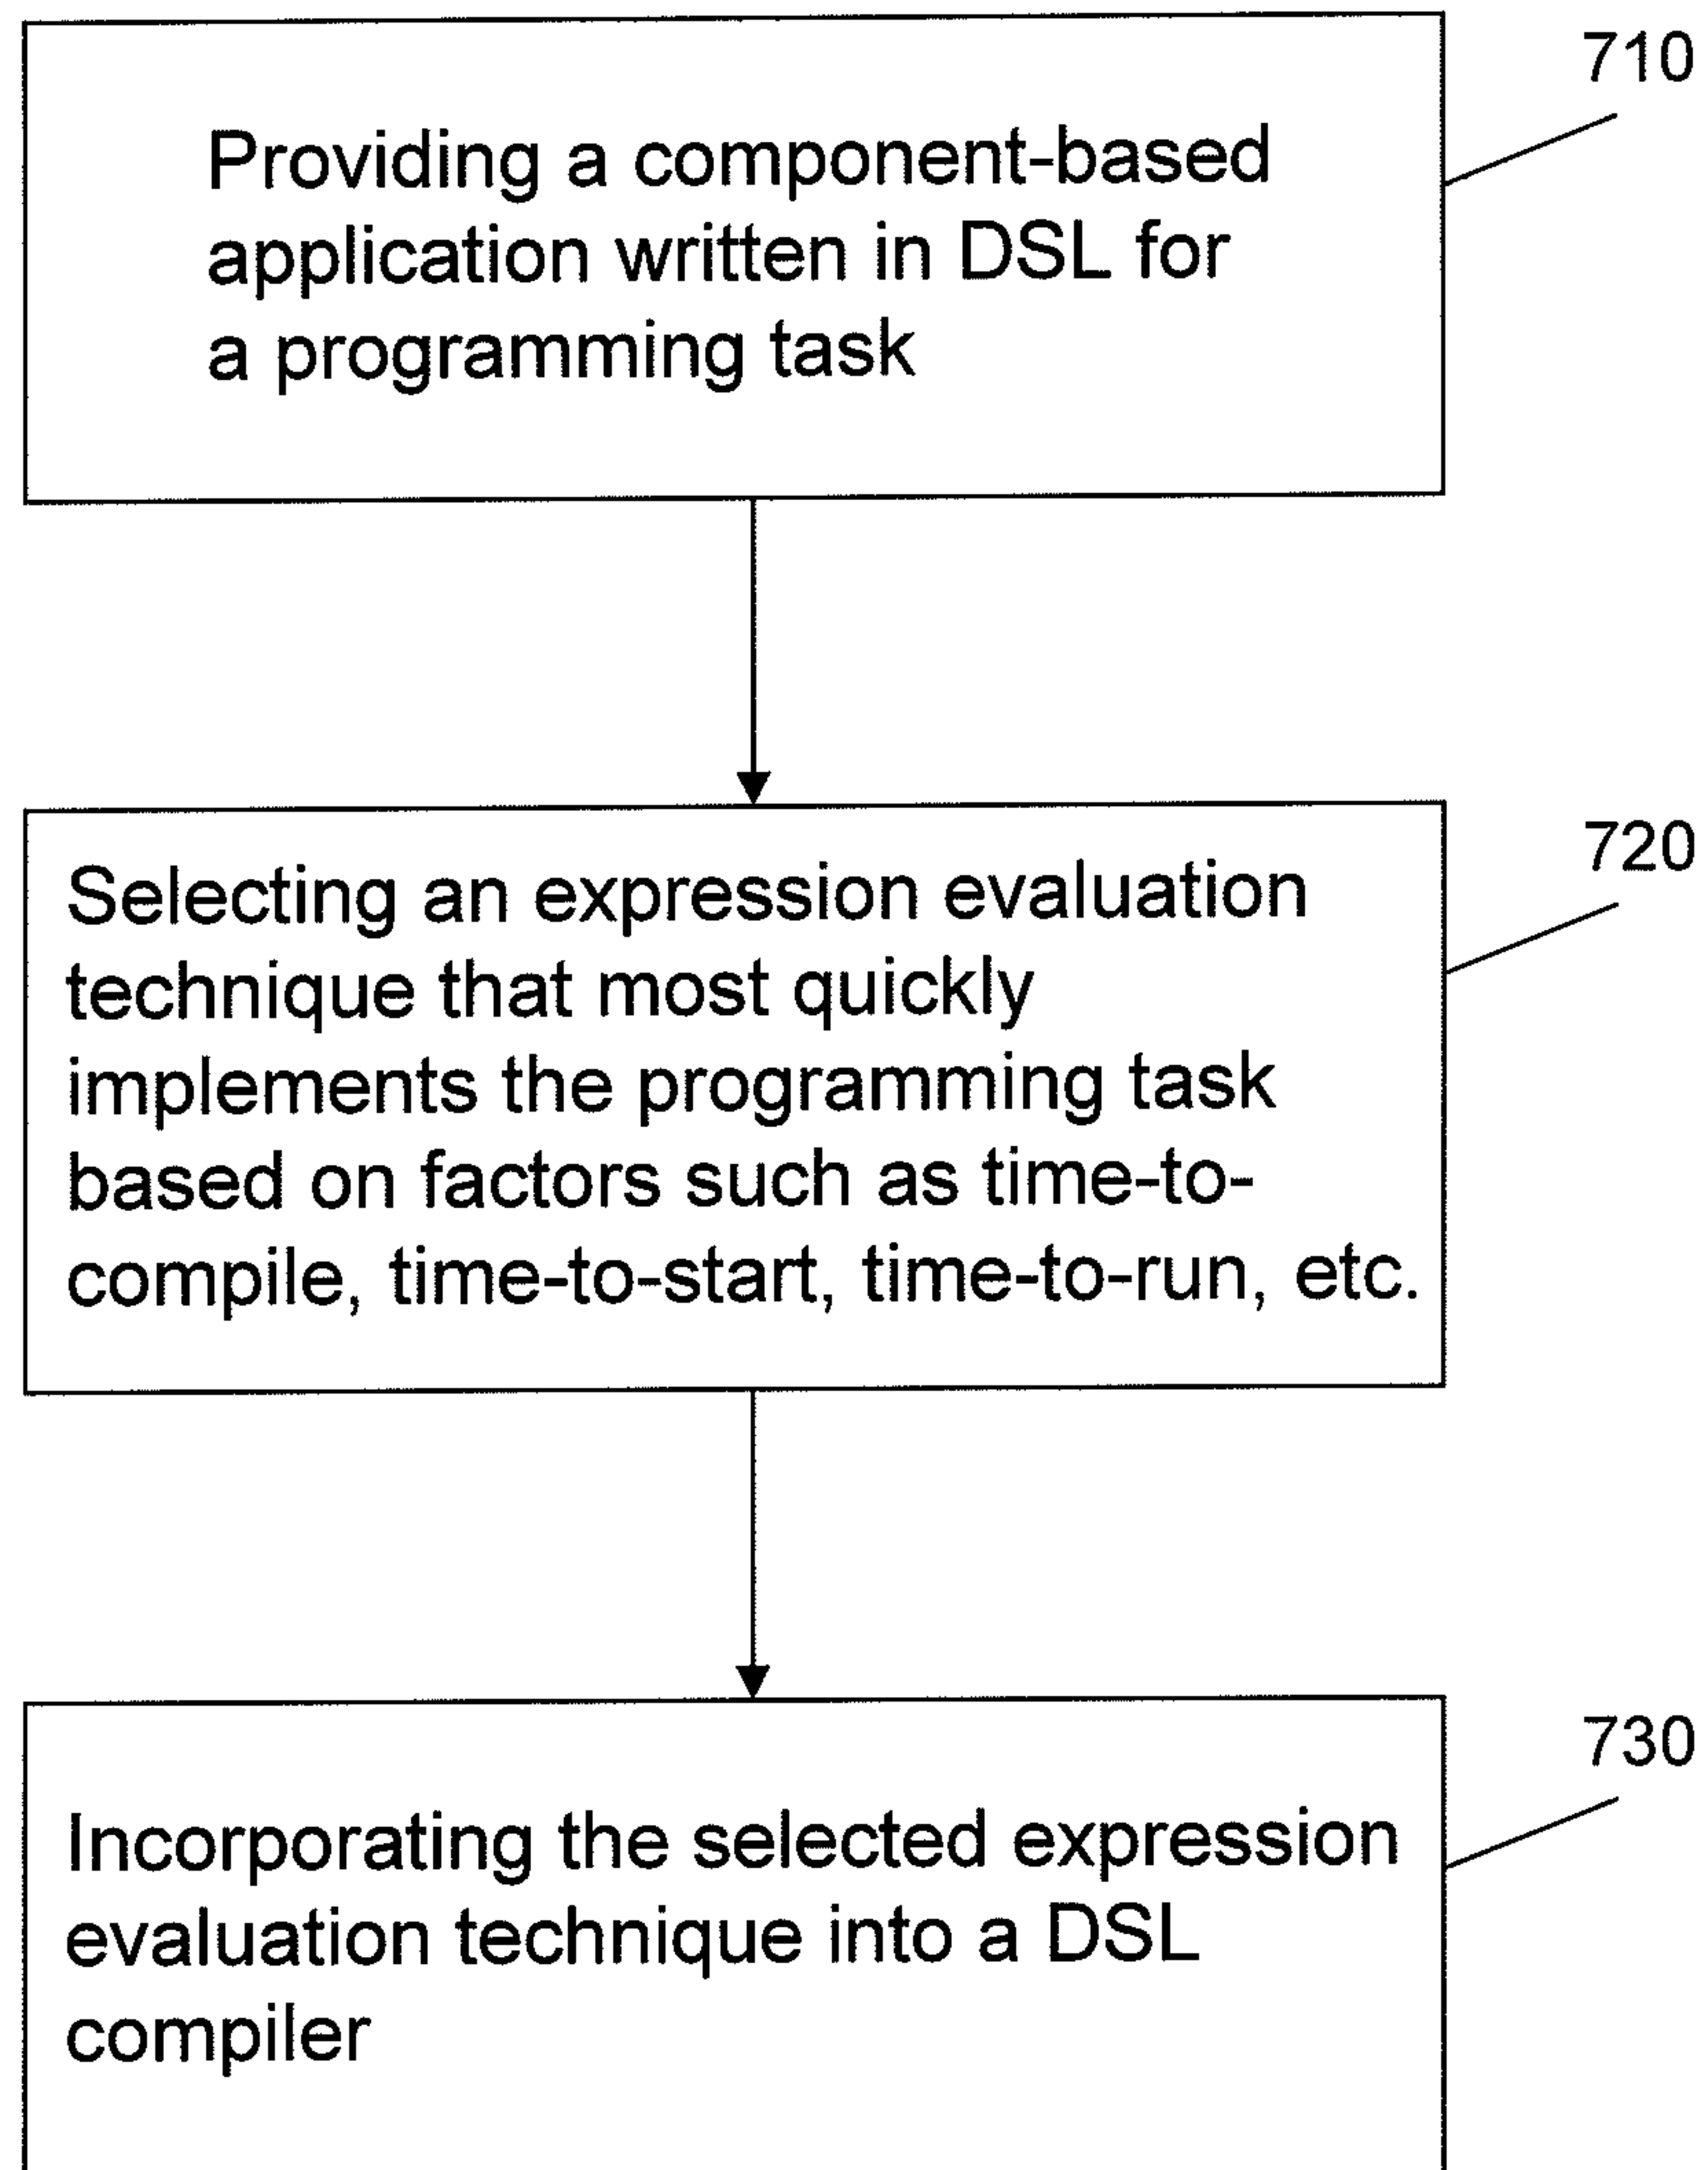 710
Providing a component-based
application written in DSL for
a programming task
720
Selecting an expression evaluation
technique that most quickly
implements the programming task
based on factors such as time-to-
compile, time-to-start, time-to-run, etc.
730
Incorporating the selected expression
evaluation technique into a DSL
compiler